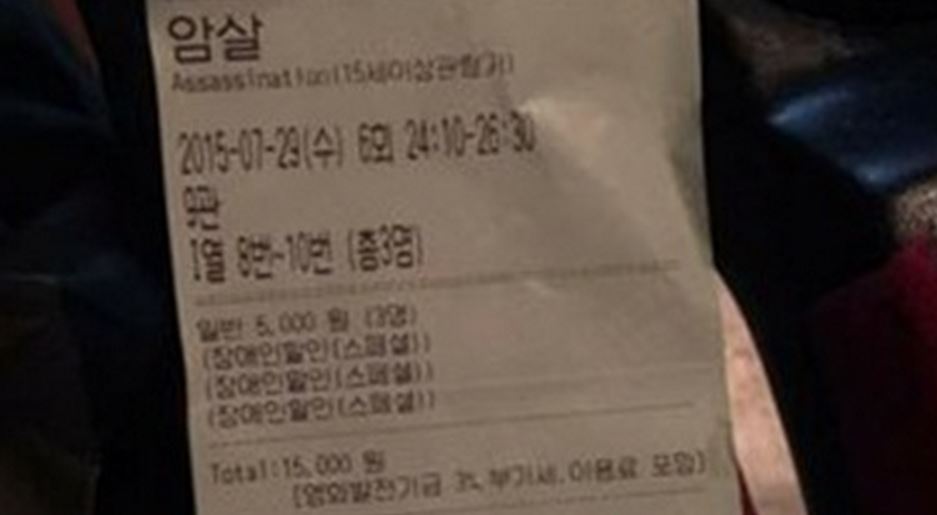 암살
Assassination(15세이상관람가)
2015-07-29(수) 6회 24:10-26:30
9관
I열 8번~10번 (총3명)
일반 5,000 원 (3명)
(장애인할인(스페셜))
(장애인할인(스페셜))
(장애인할인(스페셜))
Total:15,000 원
(영화발전기금 3%, 부가세, 이용료 포함)